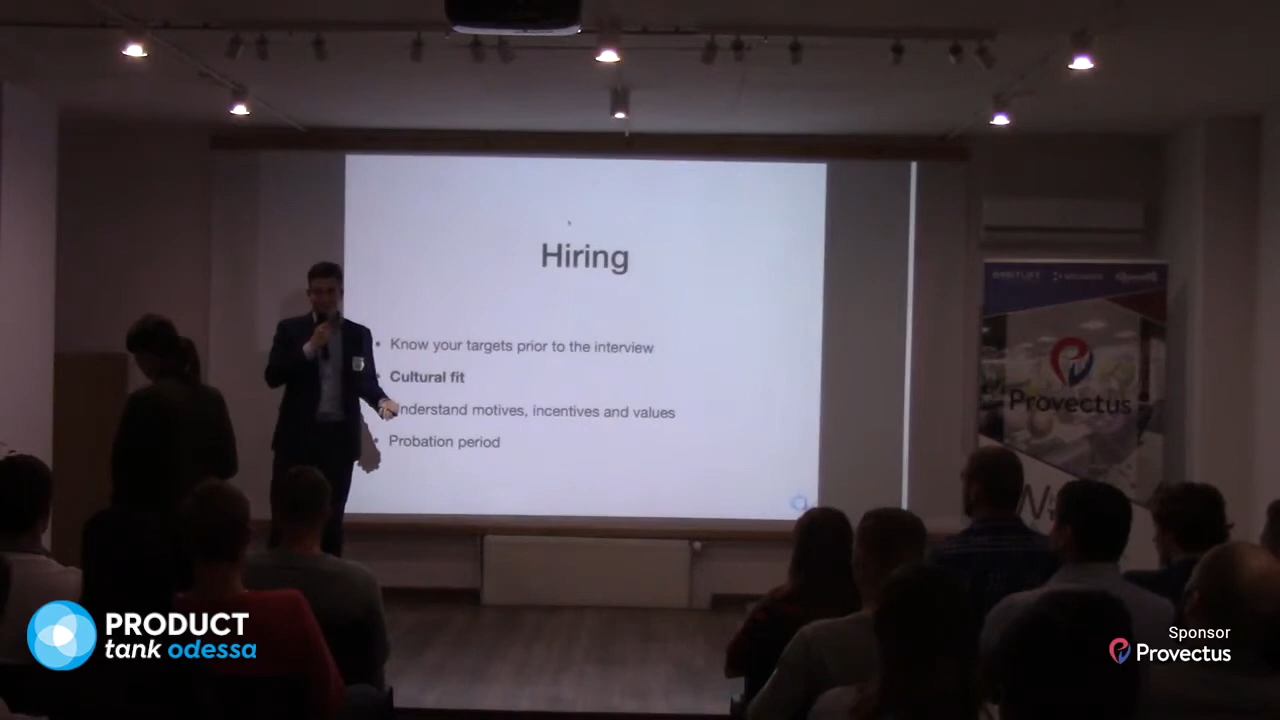 Hiring
• Know your targets prior to the interview
• Cultural fit
nderstand motives, incentives and values
• Probation period
Provectus
PRODUCT
tank odessa
Sponsor
Provectus